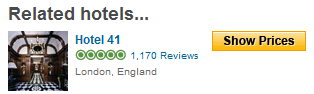 Related hotels...
Hotel 41
Show Prices
1,170 Reviews
London, England